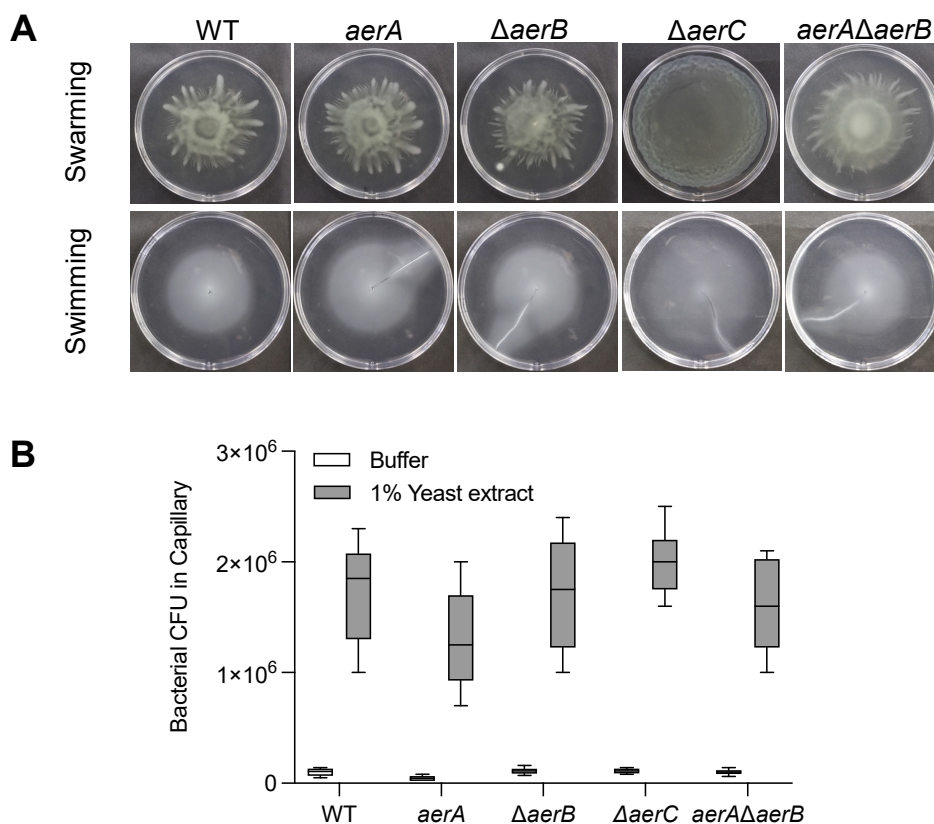 A
WT aerA ΔaerB ΔaerC aerAΔaerB
Swarming
Swimming
B
Bacterial CFU in Capillary
3×10⁶
2×10⁶
1×10⁶
0
Buffer
1% Yeast extract
WT aerA ΔaerB ΔaerC aerAΔaerB